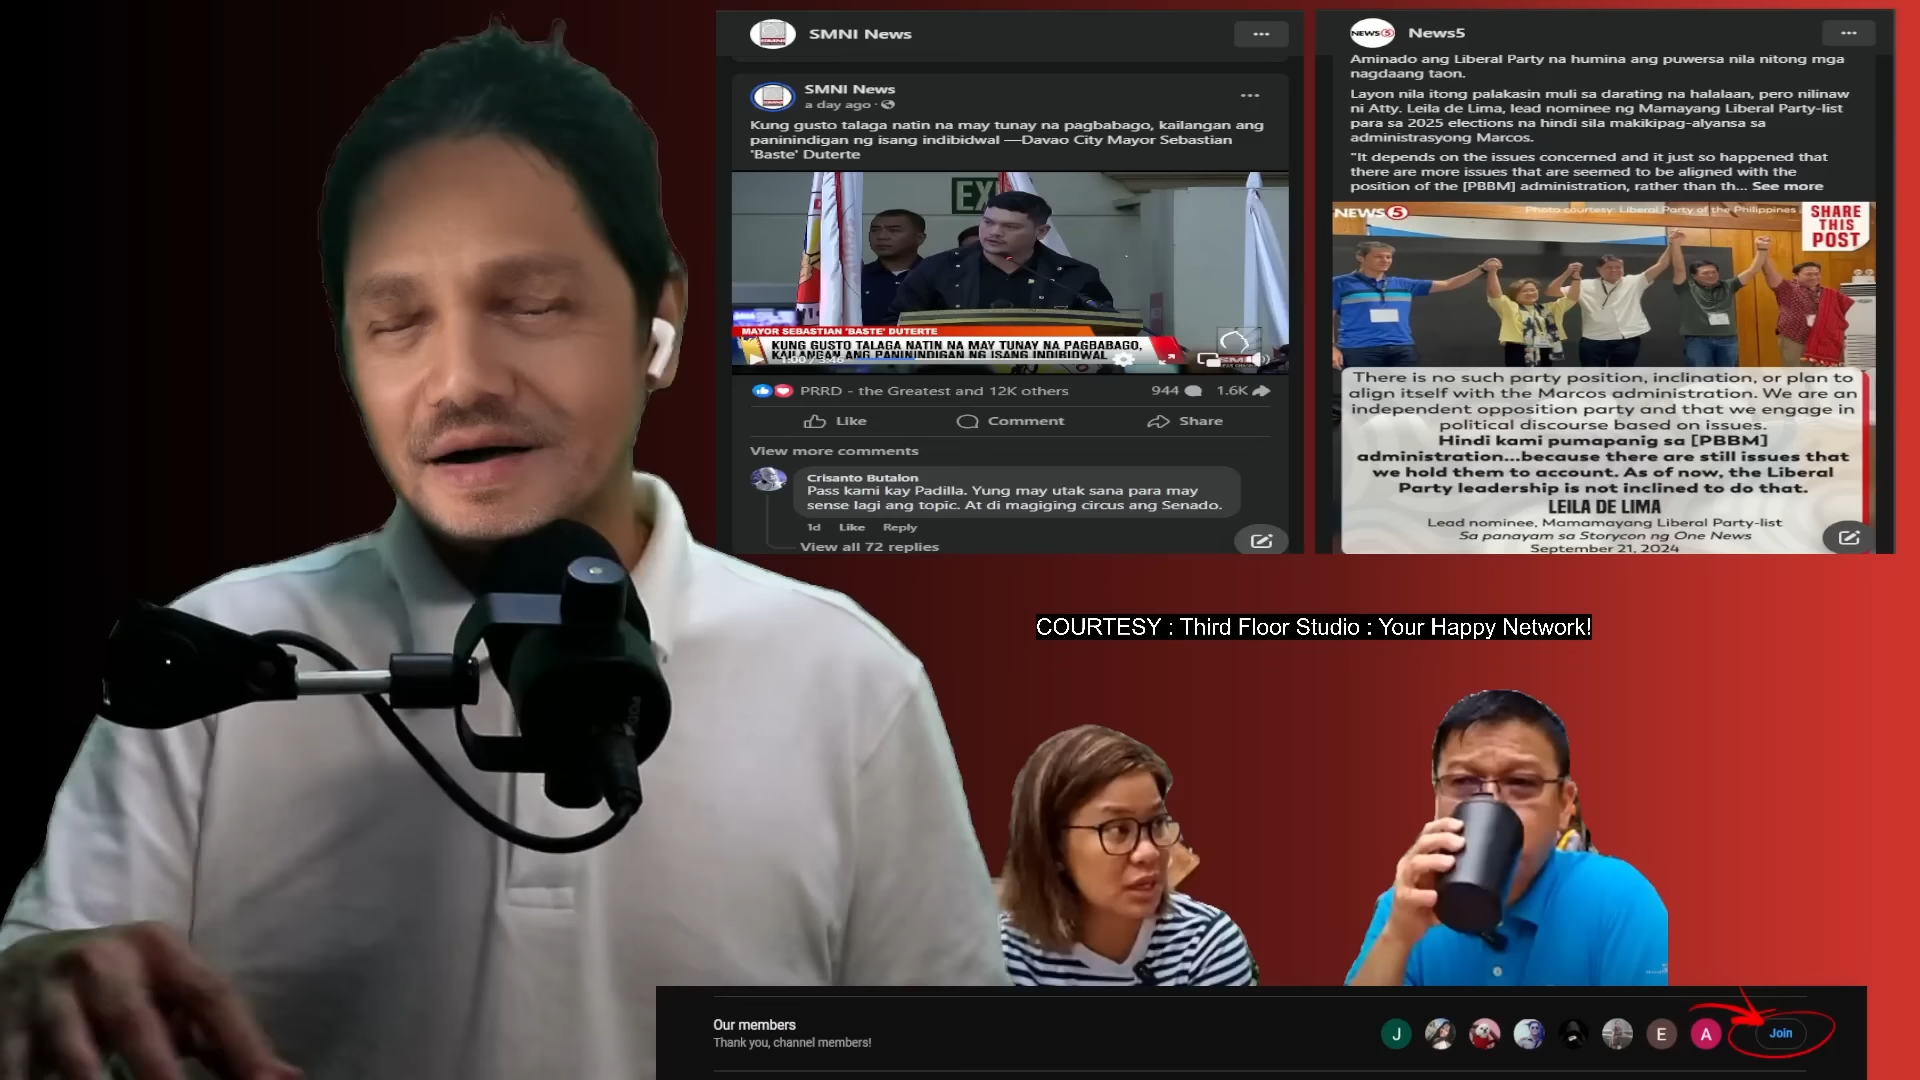 SMNI News
SMNI News
a day ago ·
Kung gusto talaga natin na may tunay na pagbabago, kailangan ang
paninindigan ng isang indibidwal —Davao City Mayor Sebastian
'Baste' Duterte
MAYOR SEBASTIAN 'BASTE' DUTERTE
KUNG GUSTO TALAGA NATIN NA MAY TUNAY NA PAGBABAGO,
KAILANGAN ANG PANININDIGAN NG ISANG INDIBIDWAL
1:00 / 3:46
PRRD - the Greatest and 12K others
944
1.6K
Like
Comment
Share
View more comments
Crisanto Butalon
Pass kami kay Padilla. Yung may utak sana para may
sense lagi ang topic. At di magiging circus ang Senado.
1d Like Reply
View all 72 replies
NEWS5
News5
Aminado ang Liberal Party na humina ang puwersa nila nitong mga
nagdaang taon.
Layon nila itong palakasin muli sa darating na halalaan, pero nilinaw
ni Atty. Leila de Lima, lead nominee ng Mamayang Liberal Party-list
para sa 2025 elections na hindi sila makikipag-alyansa sa
administrasyong Marcos.
"It depends on the issues concerned and it just so happened that
there are more issues that are seemed to be aligned with the
position of the [PBBM] administration, rather than th... See more
NEWS5
Photo courtesy: Liberal Party of the Philippines
SHARE
THIS
POST
There is no such party position, inclination, or plan to
align itself with the Marcos administration. We are an
independent opposition party and that we engage in
political discourse based on issues.
Hindi kami pumapanig sa [PBBM]
administration...because there are still issues that
we hold them to account. As of now, the Liberal
Party leadership is not inclined to do that.
LEILA DE LIMA
Lead nominee, Mamamayang Liberal Party-list
Sa panayam sa Storycon ng One News
September 21, 2024
COURTESY : Third Floor Studio : Your Happy Network!
Our members
Thank you, channel members!
J
E
A
Join